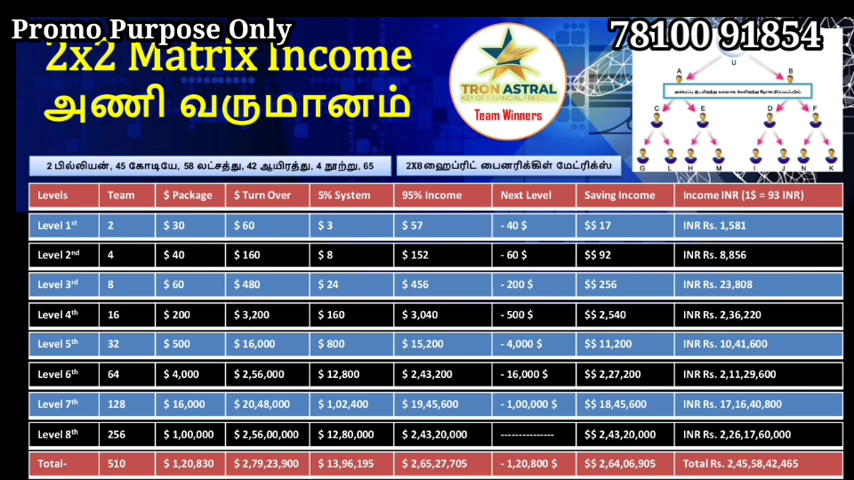 Promo Purpose Only
78100 91854
2x2 Matrix Income
அணி வருமானம்
TRON ASTRAL
KEY OF FINANCIAL FREEDOM
Team Winners
U
A B
C E D F
G L H M I N K
2 பில்லியன், 45 கோடியே, 58 லட்சத்து, 42 ஆயிரத்து, 4 நூற்று, 65
2X8 ஹைப்ரிட் பைனரிக்கிள் மேட்ரிக்ஸ்
Levels Team $ Package $ Turn Over 5% System 95% Income Next Level Saving Income Income INR (1$ = 93 INR)
Level 1st 2 $ 30 $ 60 $ 3 $ 57 - 40 $ $$ 17 INR Rs. 1,581
Level 2nd 4 $ 40 $ 160 $ 8 $ 152 - 60 $ $$ 92 INR Rs. 8,856
Level 3rd 8 $ 60 $ 480 $ 24 $ 456 - 200 $ $$ 256 INR Rs. 23,808
Level 4th 16 $ 200 $ 3,200 $ 160 $ 3,040 - 500 $ $$ 2,540 INR Rs. 2,36,220
Level 5th 32 $ 500 $ 16,000 $ 800 $ 15,200 - 4,000 $ $$ 11,200 INR Rs. 10,41,600
Level 6th 64 $ 4,000 $ 2,56,000 $ 12,800 $ 2,43,200 - 16,000 $ $$ 2,27,200 INR Rs. 2,11,29,600
Level 7th 128 $ 16,000 $ 20,48,000 $ 1,02,400 $ 19,45,600 - 1,00,000 $ $$ 18,45,600 INR Rs. 17,16,40,800
Level 8th 256 $ 1,00,000 $ 2,56,00,000 $ 12,80,000 $ 2,43,20,000 --------------- $$ 2,43,20,000 INR Rs. 2,26,17,60,000
Total- 510 $ 1,20,830 $ 2,79,23,900 $ 13,96,195 $ 2,65,27,705 - 1,20,800 $ $$ 2,64,06,905 Total Rs. 2,45,58,42,465